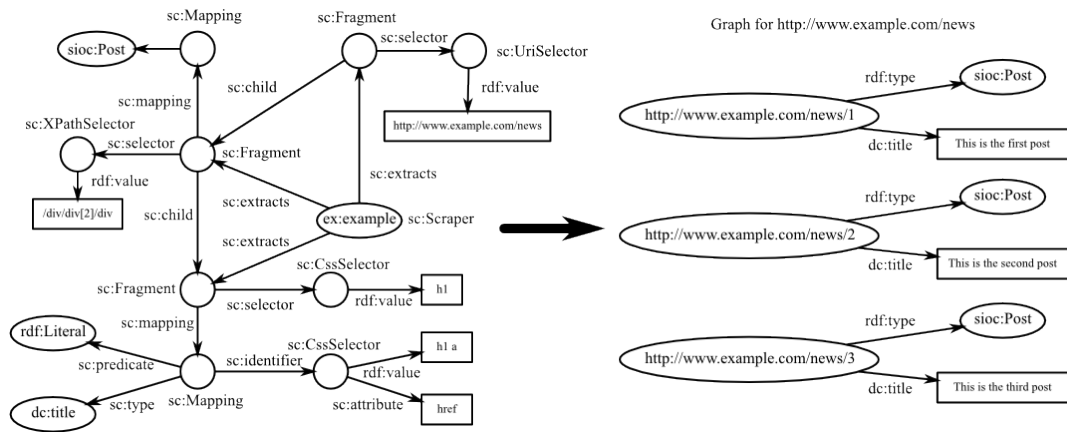 sc:Mapping
sc:Fragment
Graph for http://www.example.com/news
sioc:Post
sc:selector
sc:UriSelector
rdf:type
sioc:Post
sc:child
rdf:value
sc:mapping
http://www.example.com/news/1
sc:XPathSelector
http://www.example.com/news
dc:title
This is the first post
sc:selector
sc:Fragment
rdf:value
sc:extracts
rdf:type
sioc:Post
/div/div[2]/div
sc:child
sc:extracts
ex:example
sc:Scraper
http://www.example.com/news/2
sc:extracts
dc:title
This is the second post
sc:CssSelector
sc:Fragment
sc:selector
rdf:value
h1
rdf:type
sioc:Post
sc:mapping
rdf:Literal
sc:CssSelector
h1 a
sc:predicate
sc:identifier
rdf:value
http://www.example.com/news/3
dc:title
This is the third post
sc:type
sc:Mapping
sc:attribute
href
dc:title